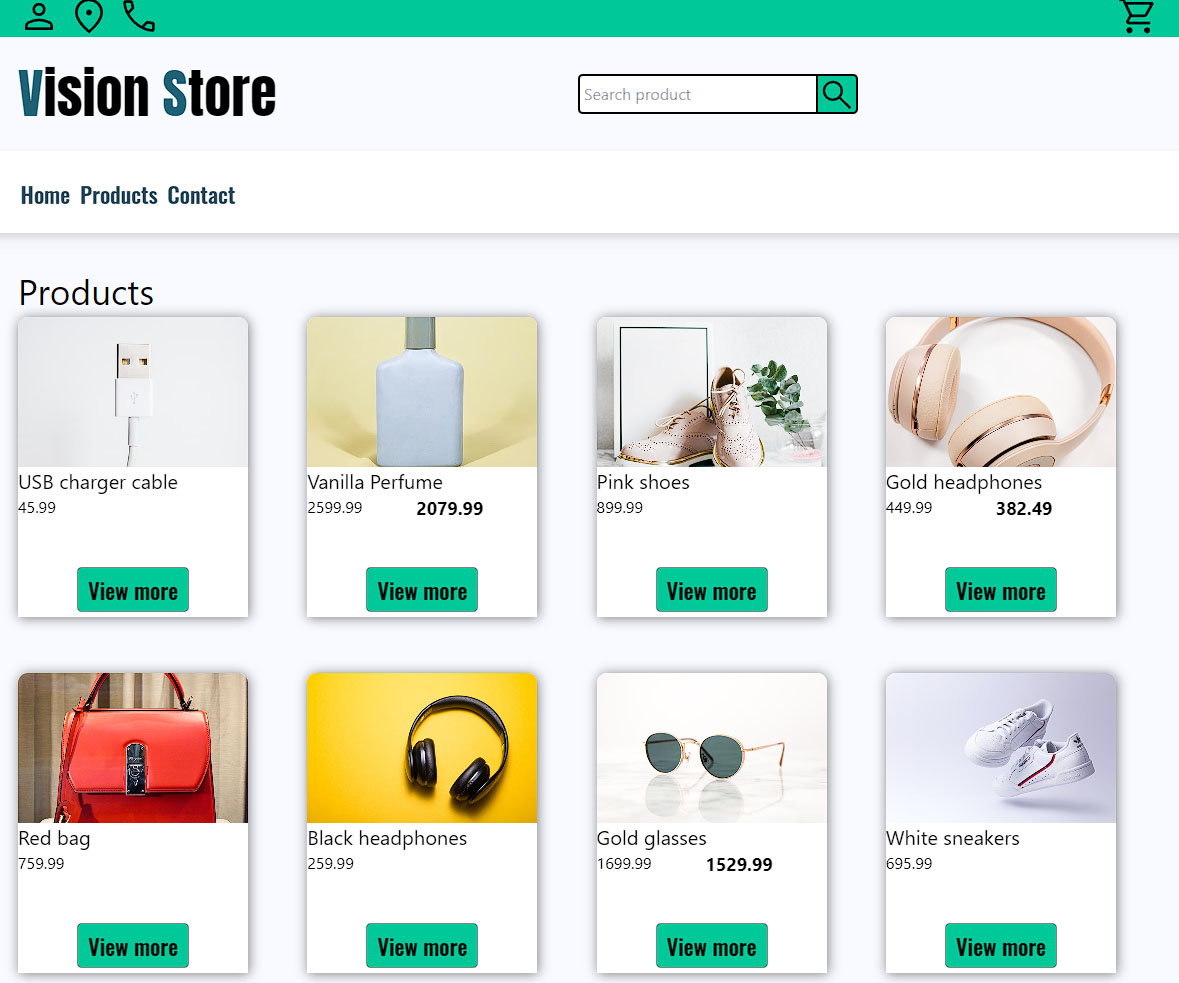 Vision Store
Search product
Home Products Contact
Products
USB charger cable
45.99
View more
Vanilla Perfume
2599.99 2079.99
View more
Pink shoes
899.99
View more
Gold headphones
449.99 382.49
View more
Red bag
759.99
View more
Black headphones
259.99
View more
Gold glasses
1699.99 1529.99
View more
White sneakers
695.99
View more